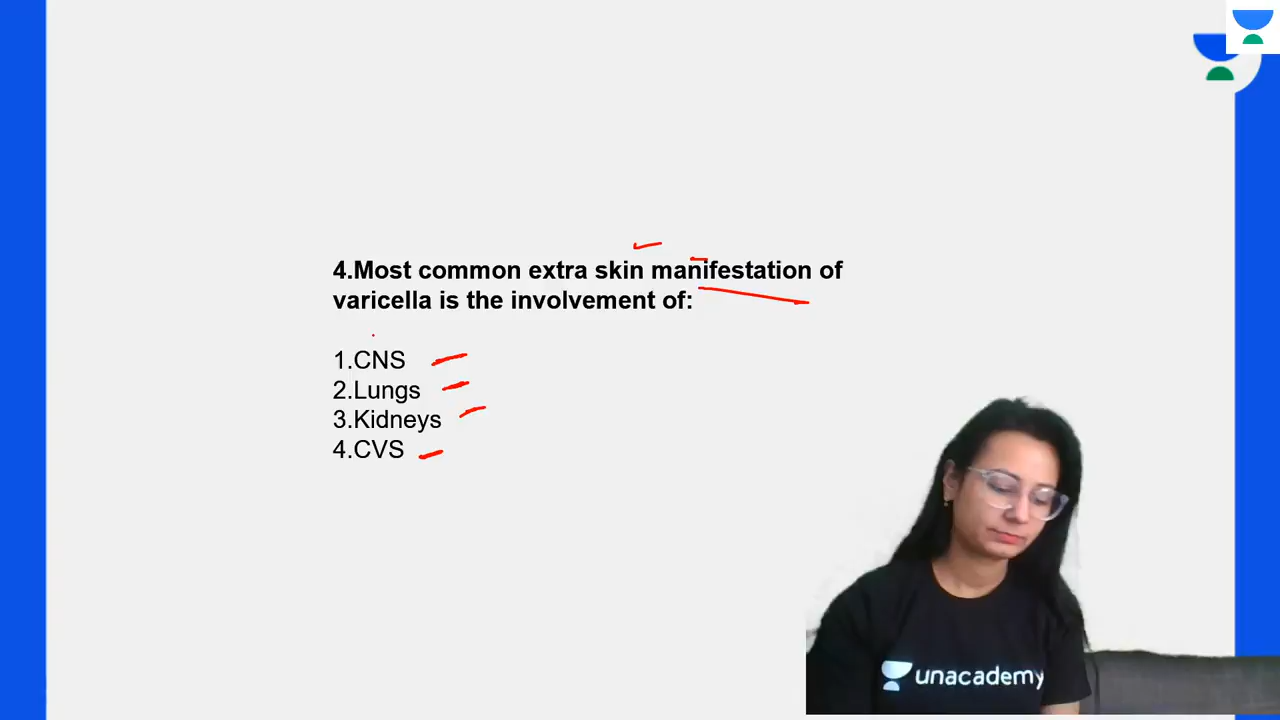 4.Most common extra skin manifestation of
varicella is the involvement of:
1.CNS
2.Lungs
3.Kidneys
4.CVS
unacademy